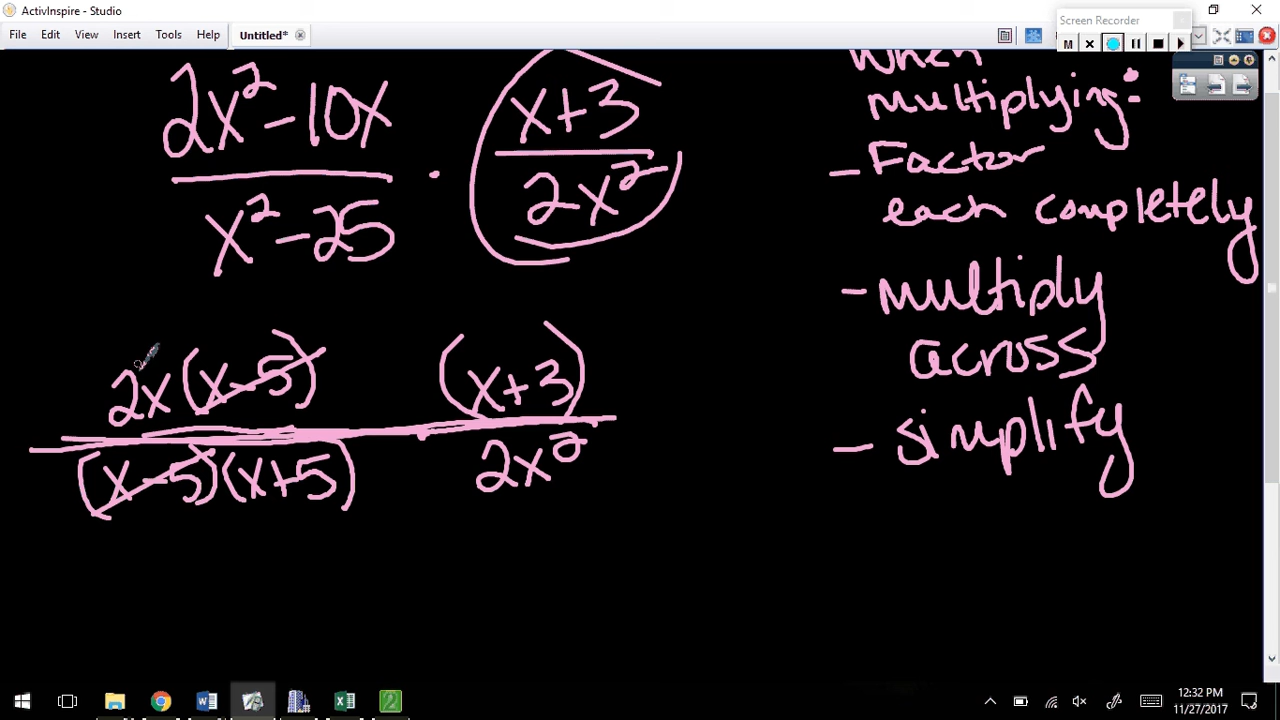 ActivInspire - Studio
Screen Recorder
File Edit View Insert Tools Help Untitled*
M
2x² - 10x x + 3
x² - 25 · 2x²
When
multiplying:
- Factor
each completely
- multiply
across
- simplify
2x(x-5) (x+3)
(x-5)(x+5) 2x²
12:32 PM
11/27/2017